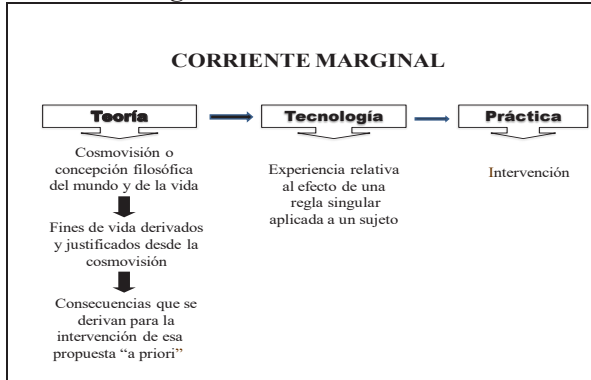 CORRIENTE MARGINAL
Teoría
Tecnología
Práctica
Cosmovisión o
concepción filosófica
del mundo y de la vida
Fines de vida derivados
y justificados desde la
cosmovisión
Consecuencias que se
derivan para la
intervención de esa
propuesta “a priori”
Experiencia relativa
al efecto de una
regla singular
aplicada a un sujeto
Intervención